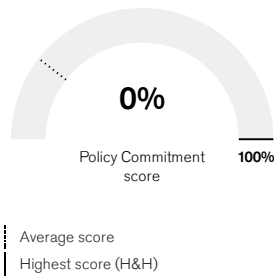 0%
Policy Commitment
score
100%
Average score
Highest score (H&H)